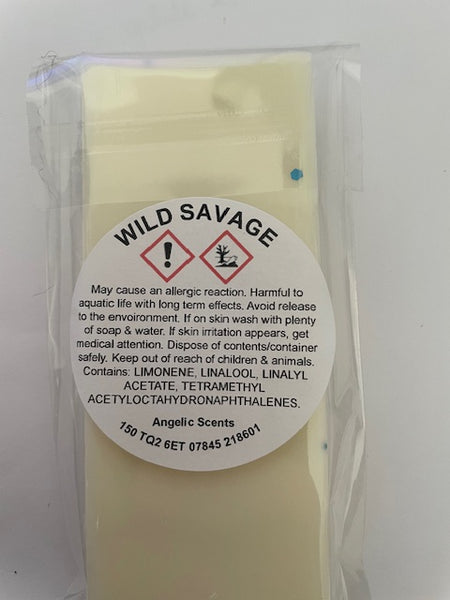 WILD SAVAGE
May cause an allergic reaction. Harmful to
aquatic life with long term effects. Avoid release
to the envoironment. If on skin wash with plenty
of soap & water. If skin irritation appears, get
medical attention. Dispose of contents/container
safely. Keep out of reach of children & animals.
Contains: LIMONENE, LINALOOL, LINALYL
ACETATE, TETRAMETHYL
ACETYLOCTAHYDRONAPHTHALENES.
Angelic Scents
150 TQ2 6ET 07845 218601